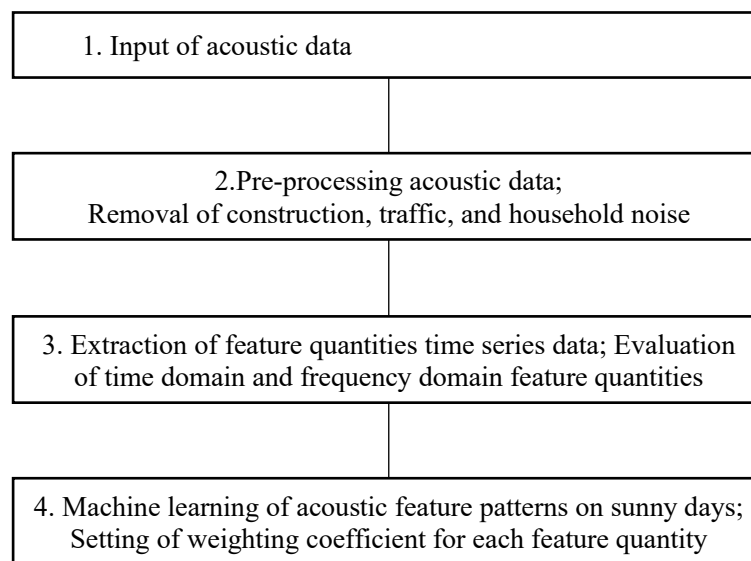 1. Input of acoustic data
2.Pre-processing acoustic data;
Removal of construction, traffic, and household noise
3. Extraction of feature quantities time series data; Evaluation
of time domain and frequency domain feature quantities
4. Machine learning of acoustic feature patterns on sunny days;
Setting of weighting coefficient for each feature quantity